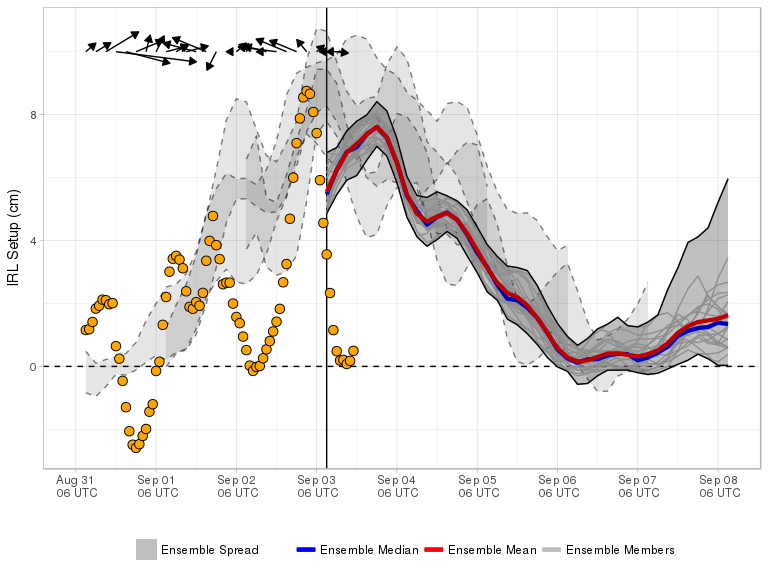 IRL Setup (cm)
8
4
0
Aug 31 Sep 01 Sep 02 Sep 03 Sep 04 Sep 05 Sep 06 Sep 07 Sep 08
06 UTC 06 UTC 06 UTC 06 UTC 06 UTC 06 UTC 06 UTC 06 UTC 06 UTC
Ensemble Spread Ensemble Median Ensemble Mean Ensemble Members